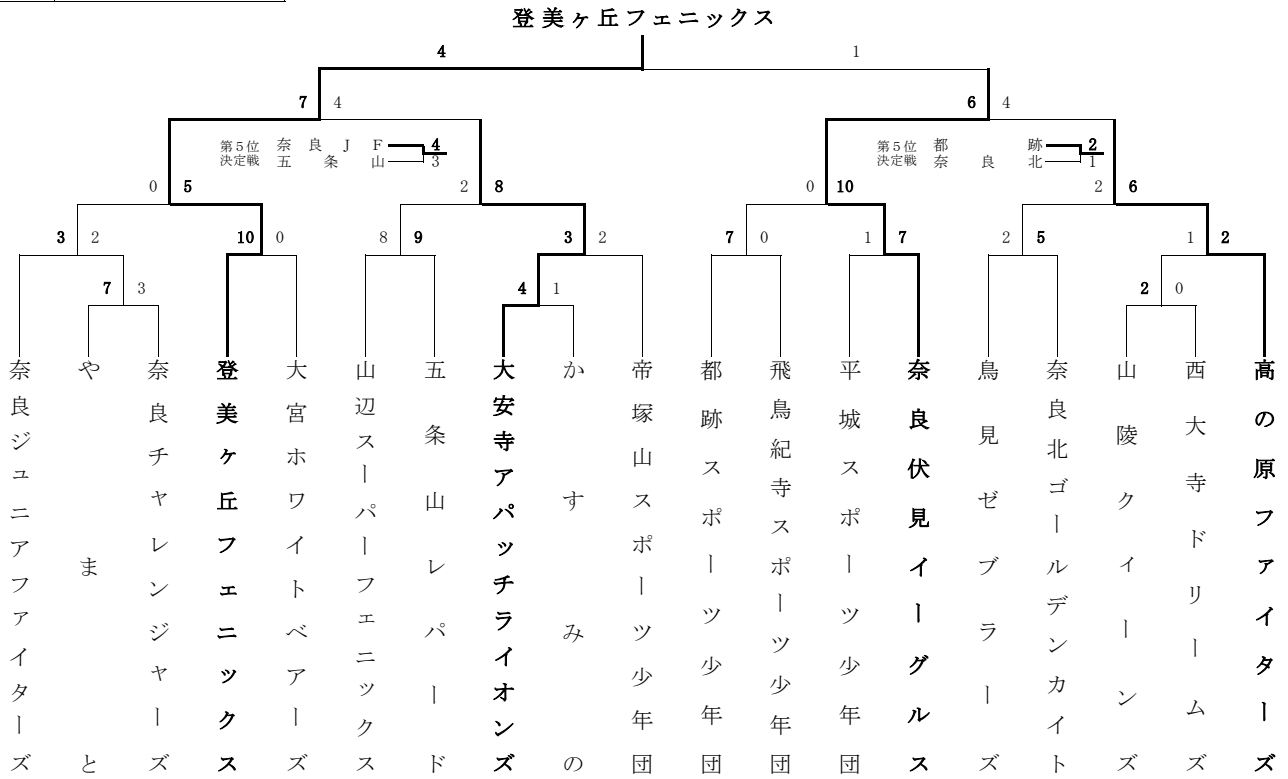 登美ヶ丘フェニックス
4 1
7 4 6 4
第5位 奈良JF 4 第5位 都跡 2
決定戦 五条山 3 決定戦 奈良北 1
0 5 2 8 0 10 2 6
3 2 10 0 8 9 3 2 7 0 1 7 2 5 1 2
7 3 4 1 2 0
奈良ジュニアファイターズ
やまと
奈良チャレンジャーズ
登美ヶ丘フェニックス
大宮ホワイトベアーズ
山辺スーパーフェニックス
五条山レパード
大安寺アパッチライオンズ
かすみの
帝塚山スポーツ少年団
都跡スポーツ少年団
飛鳥紀寺スポーツ少年団
平城スポーツ少年団
奈良伏見イーグルス
鳥見ゼブラーズ
奈良北ゴールデンカイト
山陵クィーンズ
西大寺ドリームズ
高の原ファイターズ